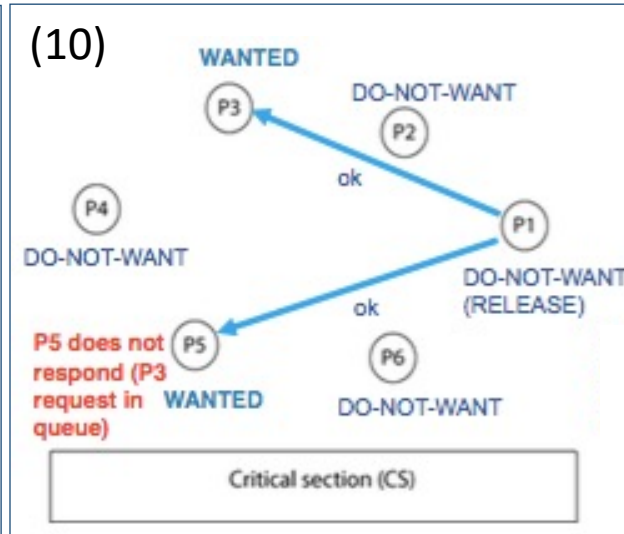 (10)
WANTED
P3
DO-NOT-WANT
P2
ok
P4
DO-NOT-WANT
P1
DO-NOT-WANT
(RELEASE)
ok
P5 does not
respond (P3
request in
queue)
P5
WANTED
P6
DO-NOT-WANT
Critical section (CS)